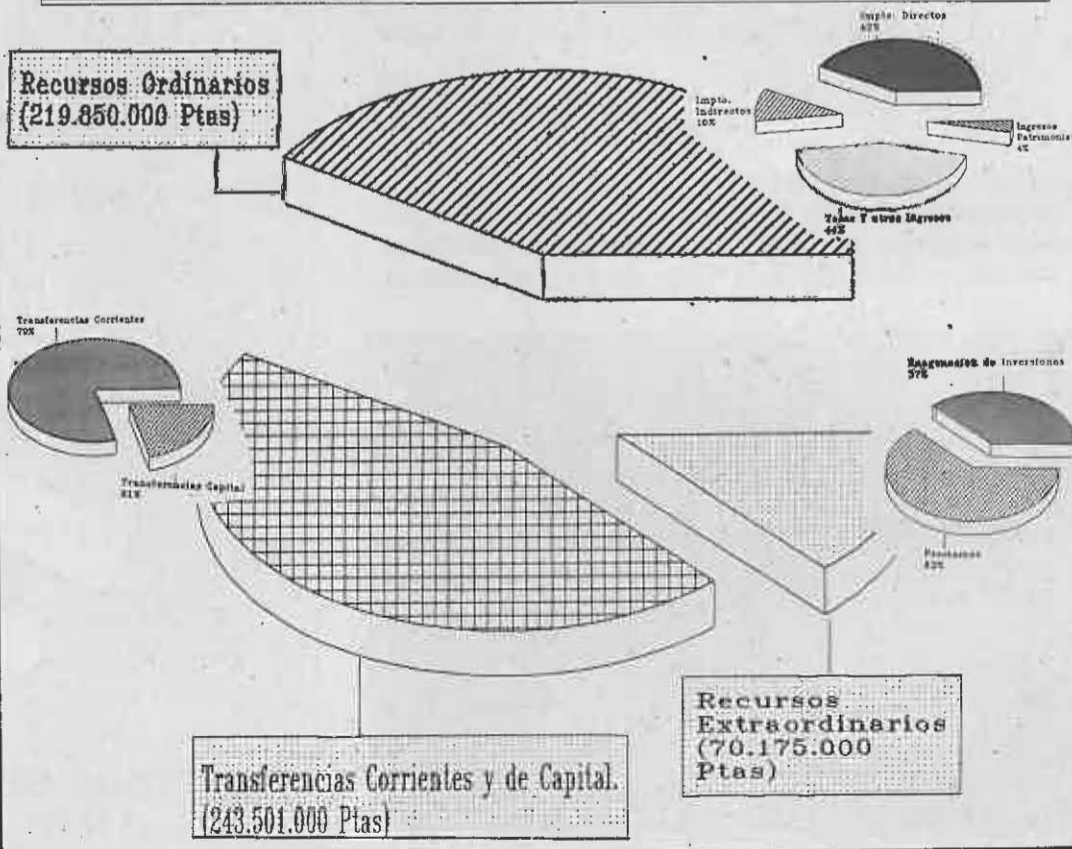 Recursos Ordinarios
(219.850.000 Ptas)
Impto. Directos
42%
Impto.
Indirectos
10%
Ingresos
4%
Tasas Y otros Ingresos
44%
Transferencias Corrientes
79%
Transferencias Capital
21%
de Inversiones
37%
Transferencias Corrientes y de Capital.
(243.501.000 Ptas)
Recursos
Extraordinarios
(70.175.000
Ptas)